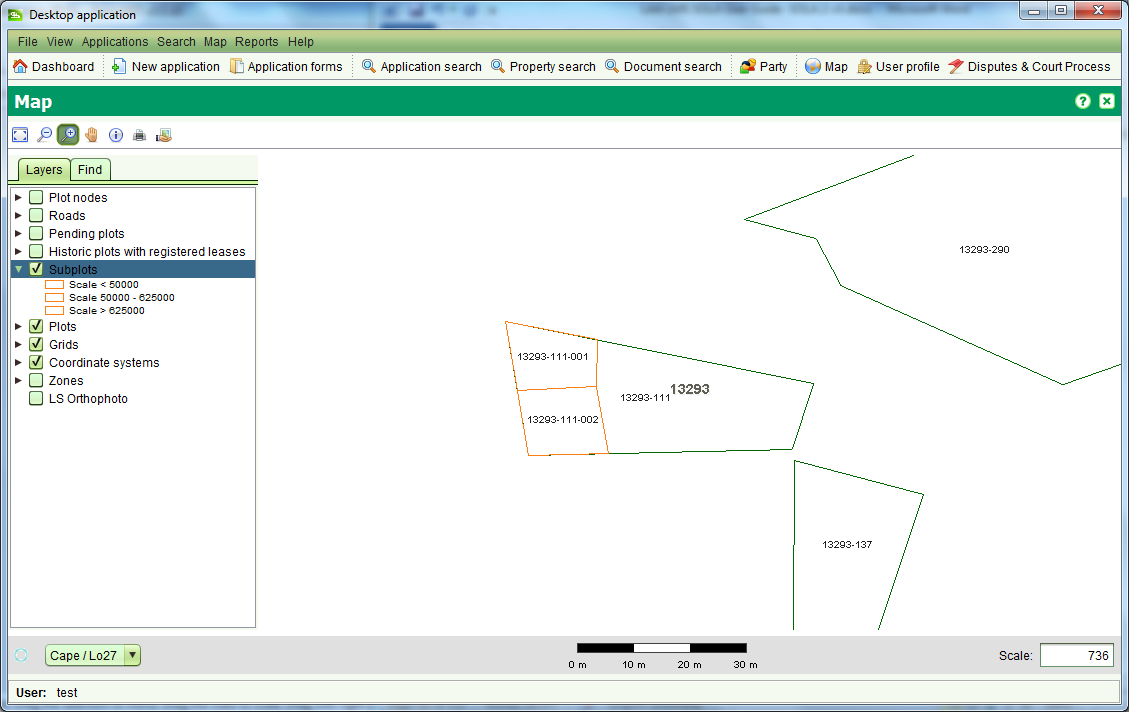 Desktop application
File View Applications Search Map Reports Help
Dashboard New application Application forms Application search Property search Document search Party Map User profile Disputes & Court Process
Map
Layers Find
Plot nodes
Roads
Pending plots
Historic plots with registered leases
Subplots
Scale < 50000
Scale 50000 - 625000
Scale > 625000
Plots
Grids
Coordinate systems
Zones
LS Orthophoto
13293-290
13293-111-001
13293-111
13293
13293-111-002
13293-137
Cape / Lo27
0 m 10 m 20 m 30 m
Scale: 736
User: test